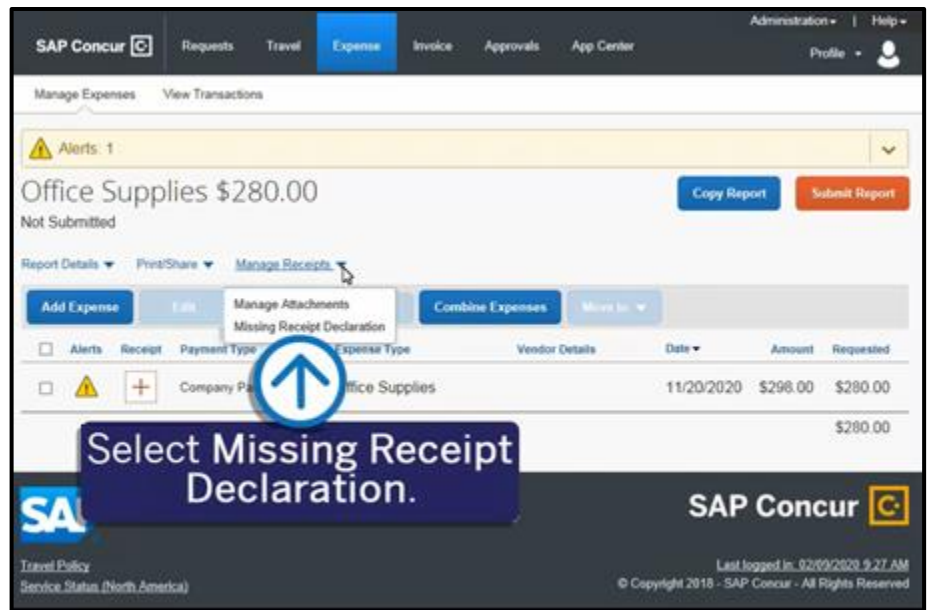 Administration | Help
SAP Concur C Requests Travel Expense Invoice Approvals App Center
Profile
Manage Expenses View Transactions
Alerts: 1
Office Supplies $280.00
Copy Report Submit Report
Not Submitted
Report Details Print/Share Manage Receipts
Manage Attachments
Missing Receipt Declaration
Add Expense Edit Combine Expenses Move to
Alerts Receipt Payment Type Expense Type Vendor Details Date Amount Requested
Company Pa ffice Supplies 11/20/2020 $298.00 $280.00
$280.00
Select Missing Receipt
Declaration.
SAP Concur C
Travel Policy Last logged in: 02/09/2020 9:27 AM
Service Status (North America) © Copyright 2018 - SAP Concur - All Rights Reserved